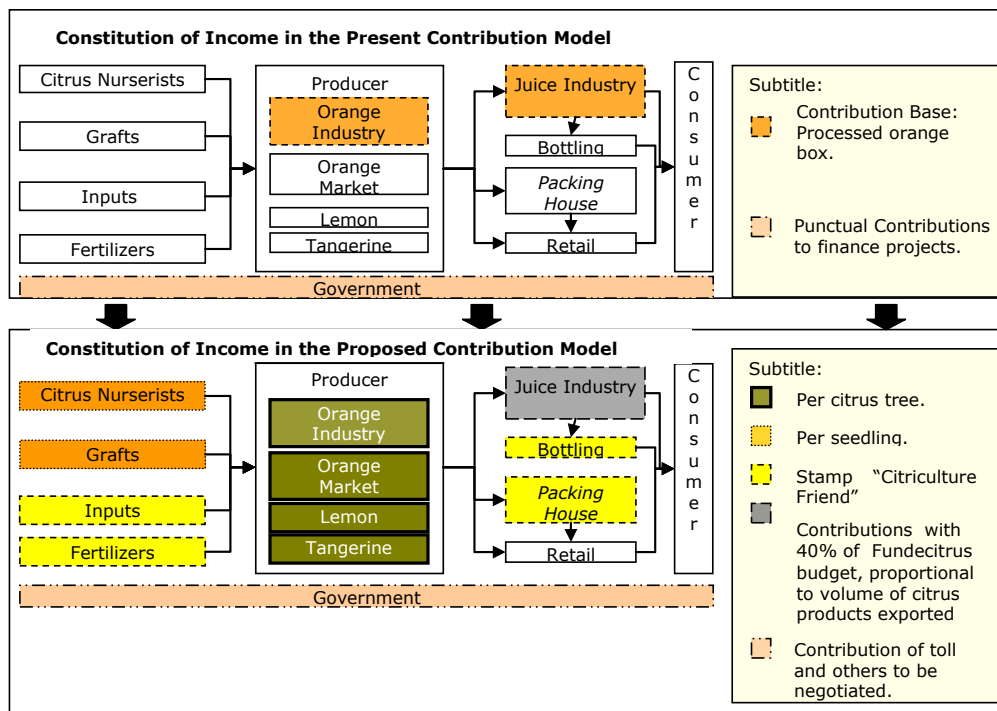 Constitution of Income in the Present Contribution Model
Citrus Nurserists
Grafts
Inputs
Fertilizers
Producer
Orange
Industry
Orange
Market
Lemon
Tangerine
Juice Industry
Bottling
Packing
House
Retail
C
o
n
s
u
m
e
r
Government
Subtitle:
Contribution Base:
Processed orange
box.
Punctual Contributions
to finance projects.
Constitution of Income in the Proposed Contribution Model
Citrus Nurserists
Grafts
Inputs
Fertilizers
Producer
Orange
Industry
Orange
Market
Lemon
Tangerine
Juice Industry
Bottling
Packing
House
Retail
C
o
n
s
u
m
e
r
Government
Subtitle:
Per citrus tree.
Per seedling.
Stamp “Citriculture
Friend”
Contributions with
40% of Fundecitrus
budget, proportional
to volume of citrus
products exported
Contribution of toll
and others to be
negotiated.